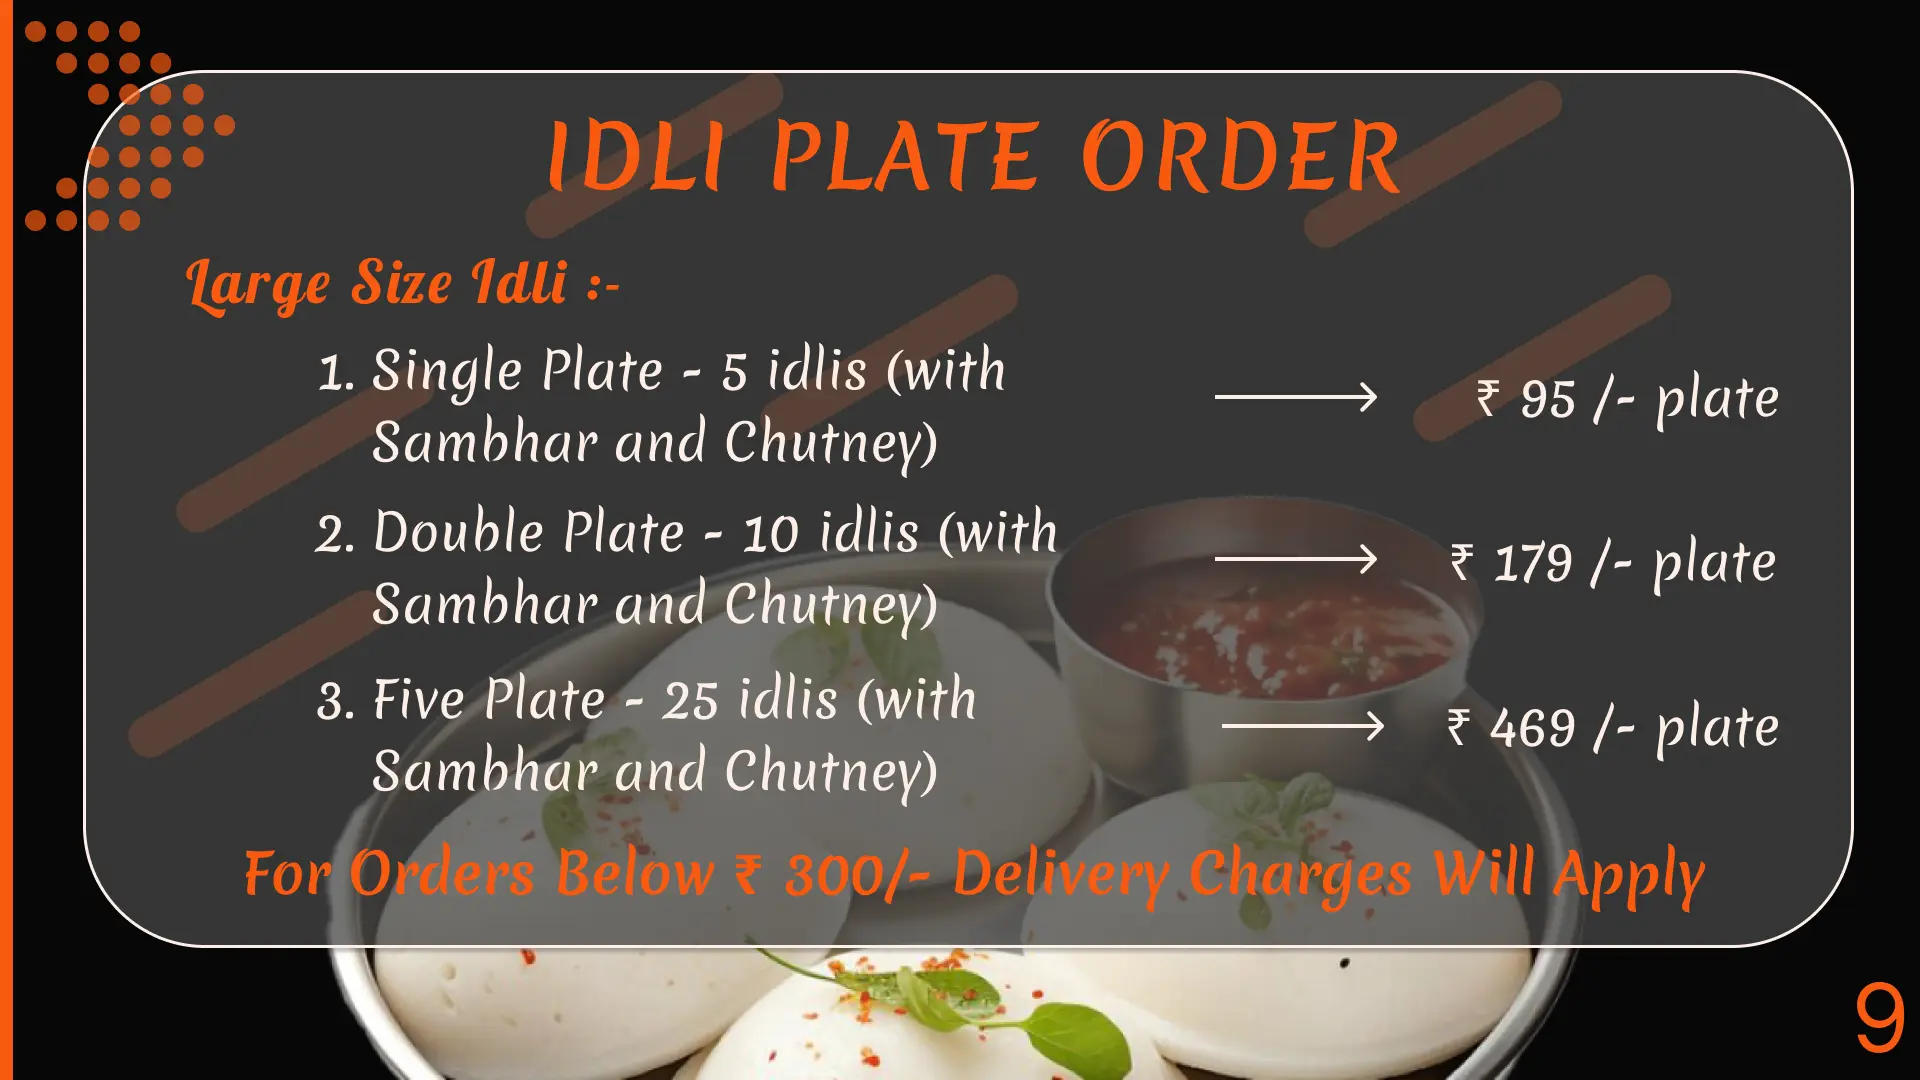 IDLI PLATE ORDER
Large Size Idli :-
1. Single Plate - 5 idlis (with
Sambhar and Chutney)
₹ 95 /- plate
2. Double Plate - 10 idlis (with
Sambhar and Chutney)
₹ 179 /- plate
3. Five Plate - 25 idlis (with
Sambhar and Chutney)
₹ 469 /- plate
For Orders Below ₹ 300/- Delivery Charges Will Apply
9